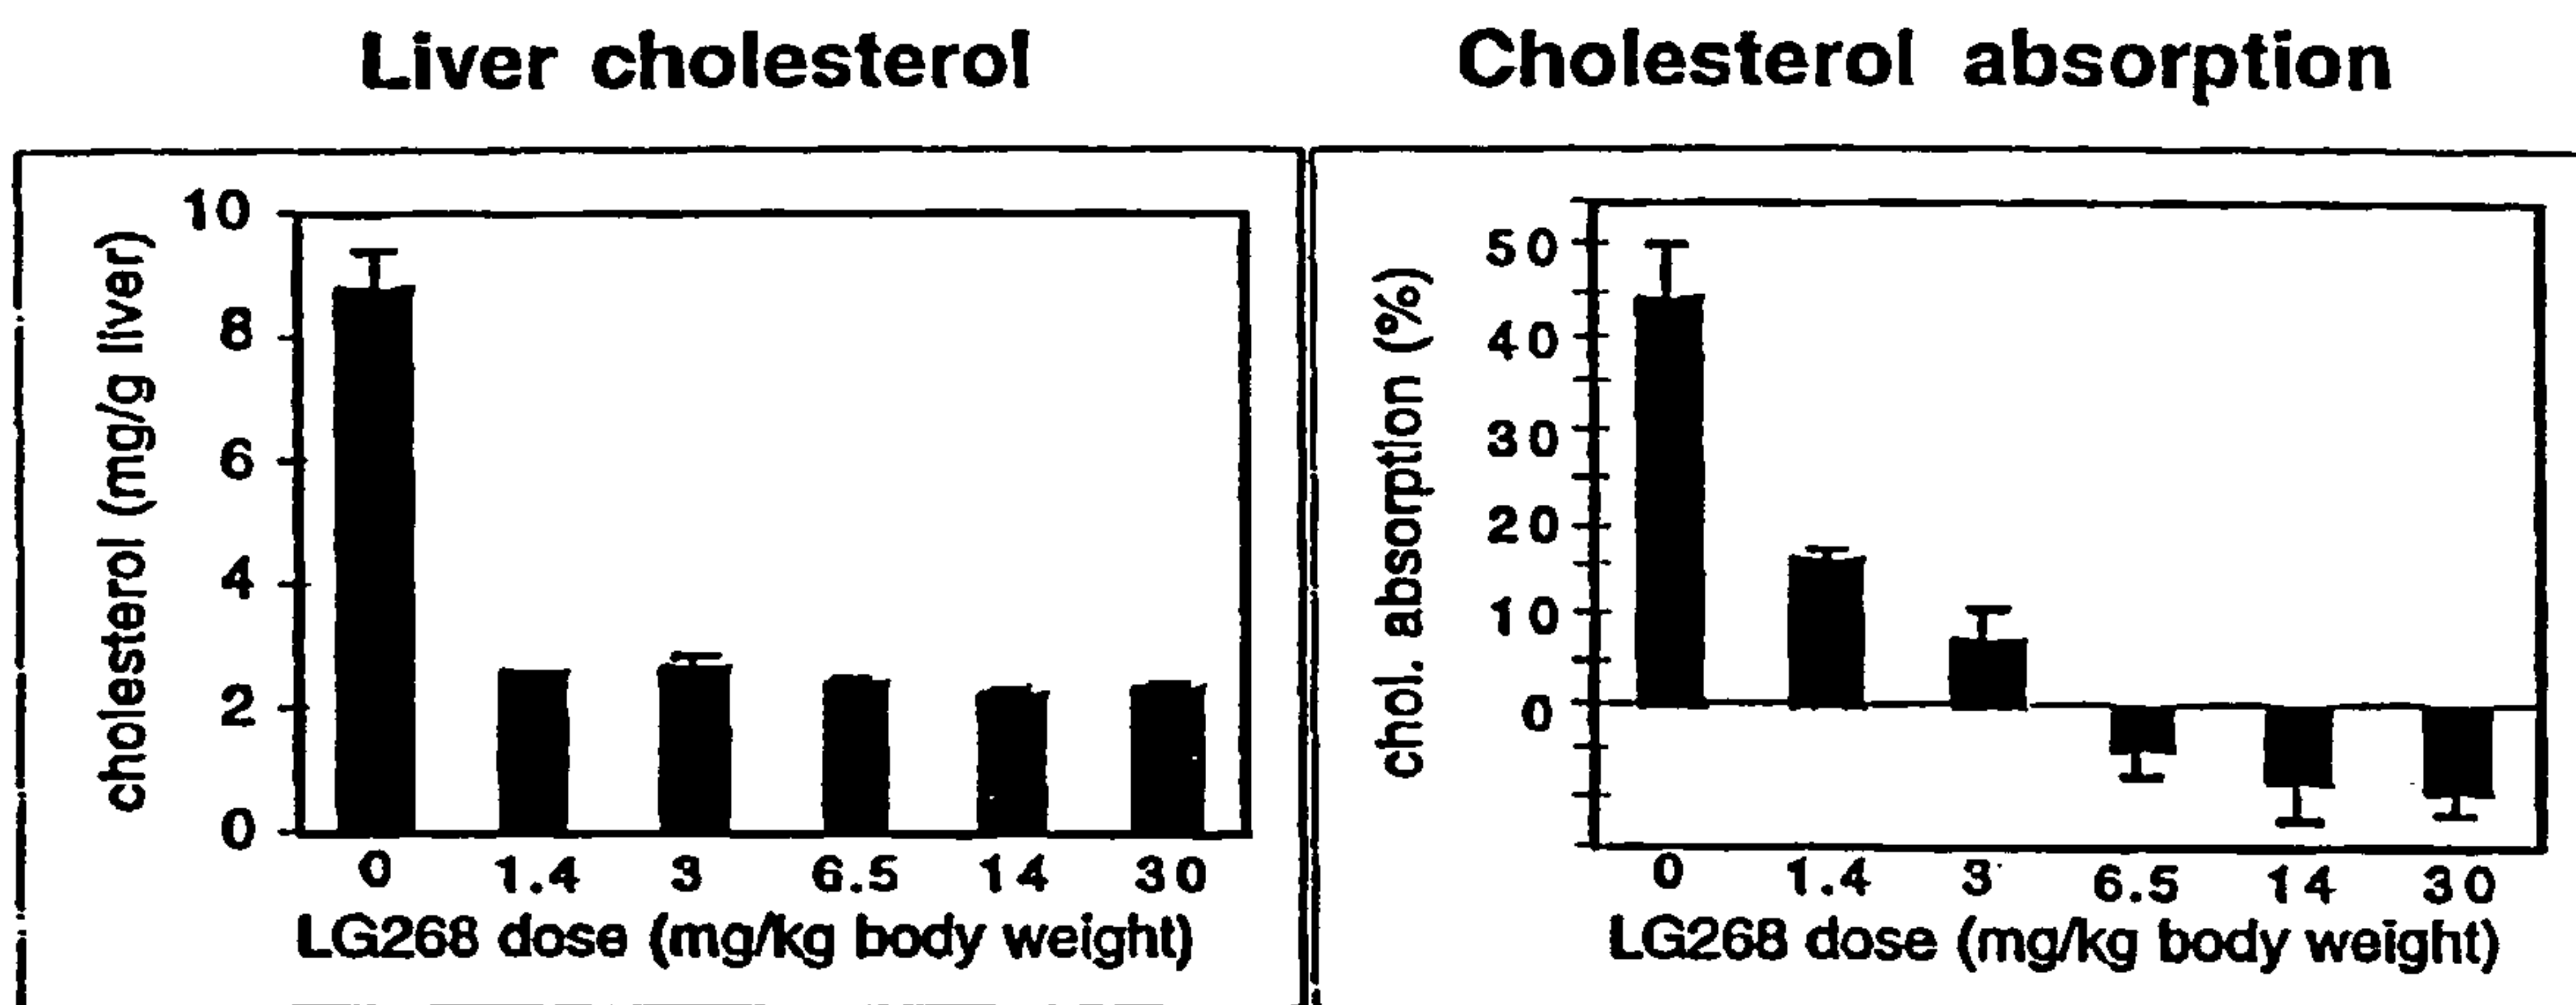 Liver cholesterol
cholesterol (mg/g liver)
10
8
6
4
2
0
0 1.4 3 6.5 14 30
LG268 dose (mg/kg body weight)
Cholesterol absorption
chol. absorption (%)
50
40
30
20
10
0
0 1.4 3 6.5 14 30
LG268 dose (mg/kg body weight)